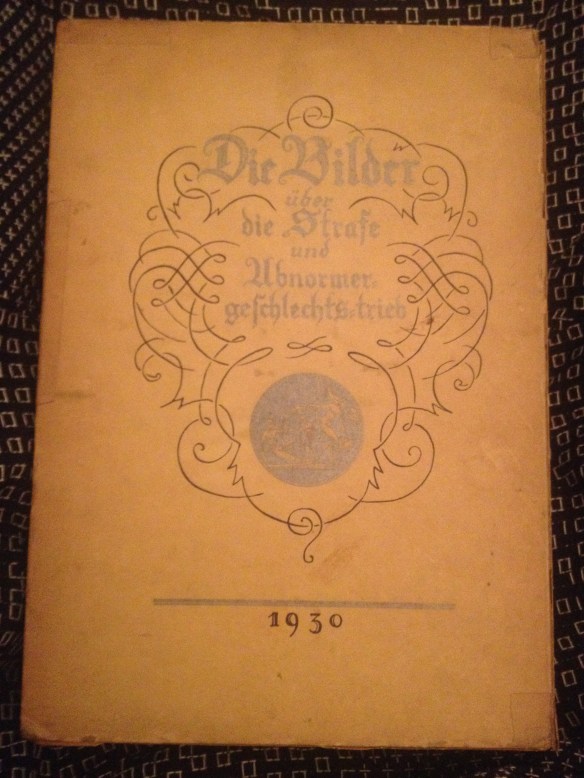 Die Bilder
über
die Strafe
und
Abnormer-
geschlechts-trieb
1930